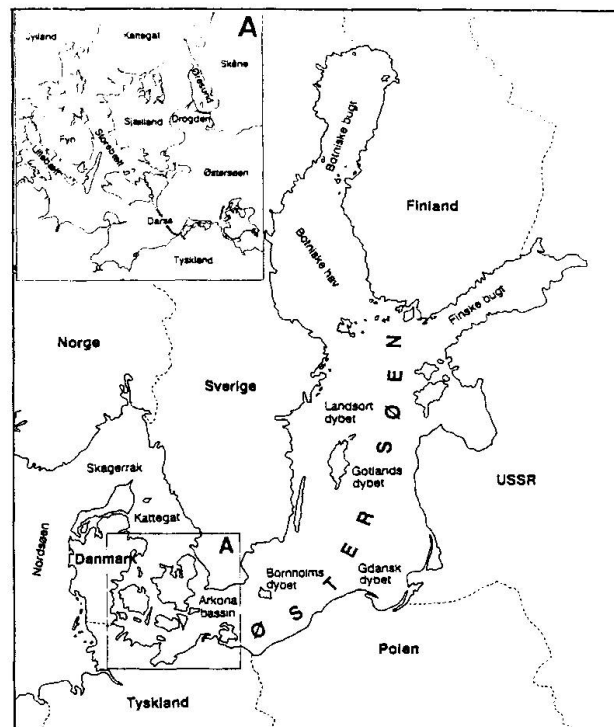 A
Jylland
Kattegat
Skåne
Øresund
Sjælland
Drogden
Fyn
Storebælt
Lillebælt
Østersøen
Darss
Tyskland
Botniske bugt
Finland
Botniske hav
Finske bugt
Norge
Sverige
ØSTERSØEN
Landsort
dybet
Gotlands
dybet
USSR
Skagerrak
Kattegat
Nordsøen
Danmark
A
Arkona
bassin
Bornholms
dybet
Gdansk
dybet
Polen
Tyskland